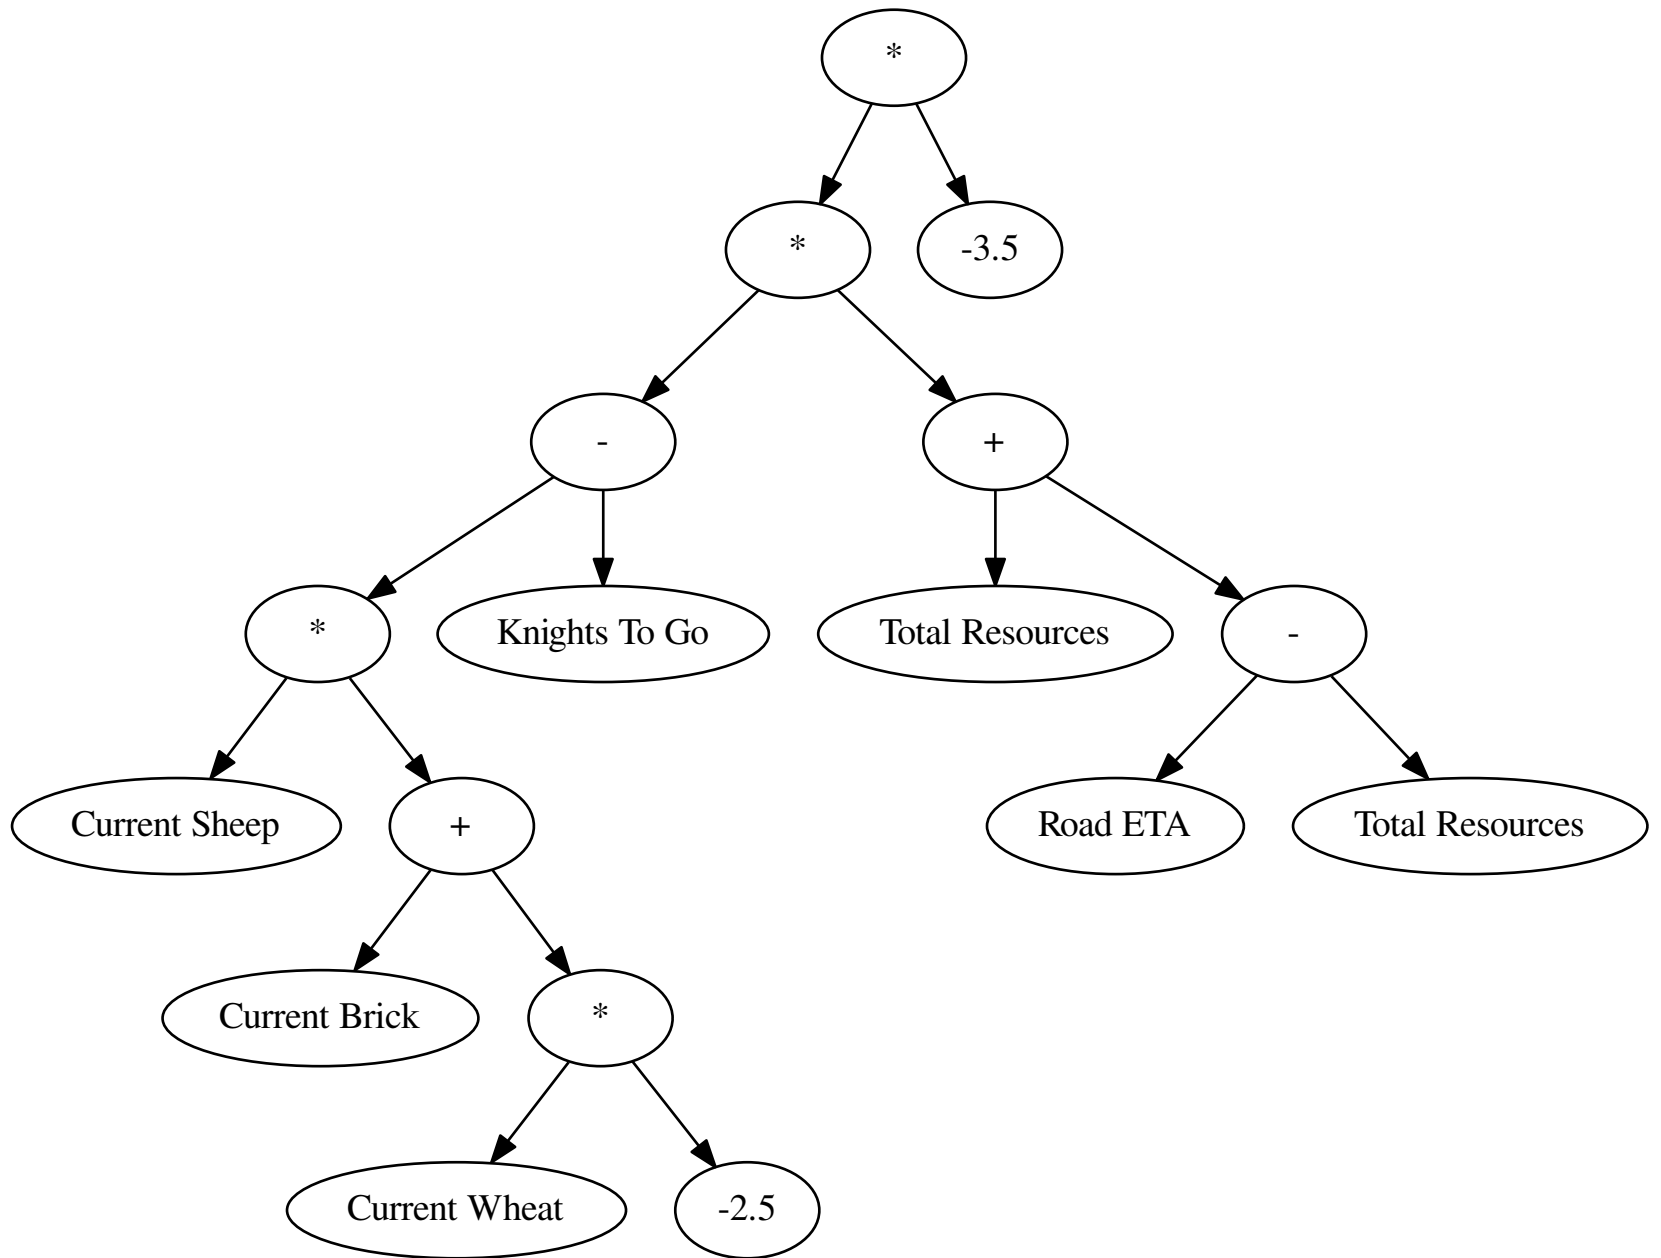 *
*
-3.5
-
+
*
Knights To Go
Total Resources
-
Current Sheep
+
Road ETA
Total Resources
Current Brick
*
Current Wheat
-2.5